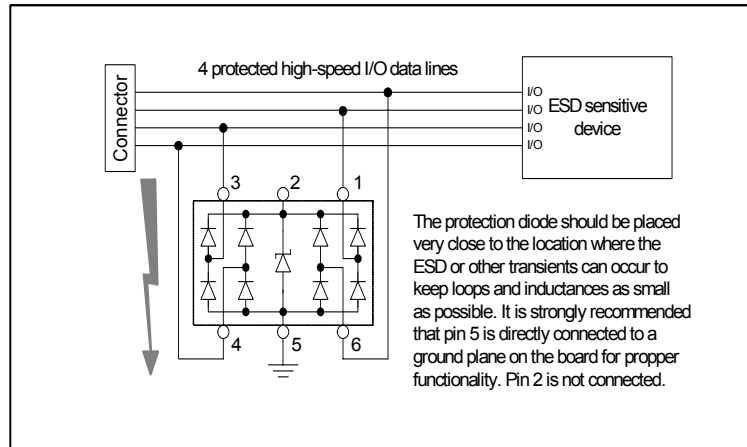 4 protected high-speed I/O data lines
Connector
I/O
I/O
I/O
I/O
ESD sensitive
device
3
2
1
4
5
6
The protection diode should be placed
very close to the location where the
ESD or other transients can occur to
keep loops and inductances as small
as possible. It is strongly recommended
that pin 5 is directly connected to a
ground plane on the board for propper
functionality. Pin 2 is not connected.